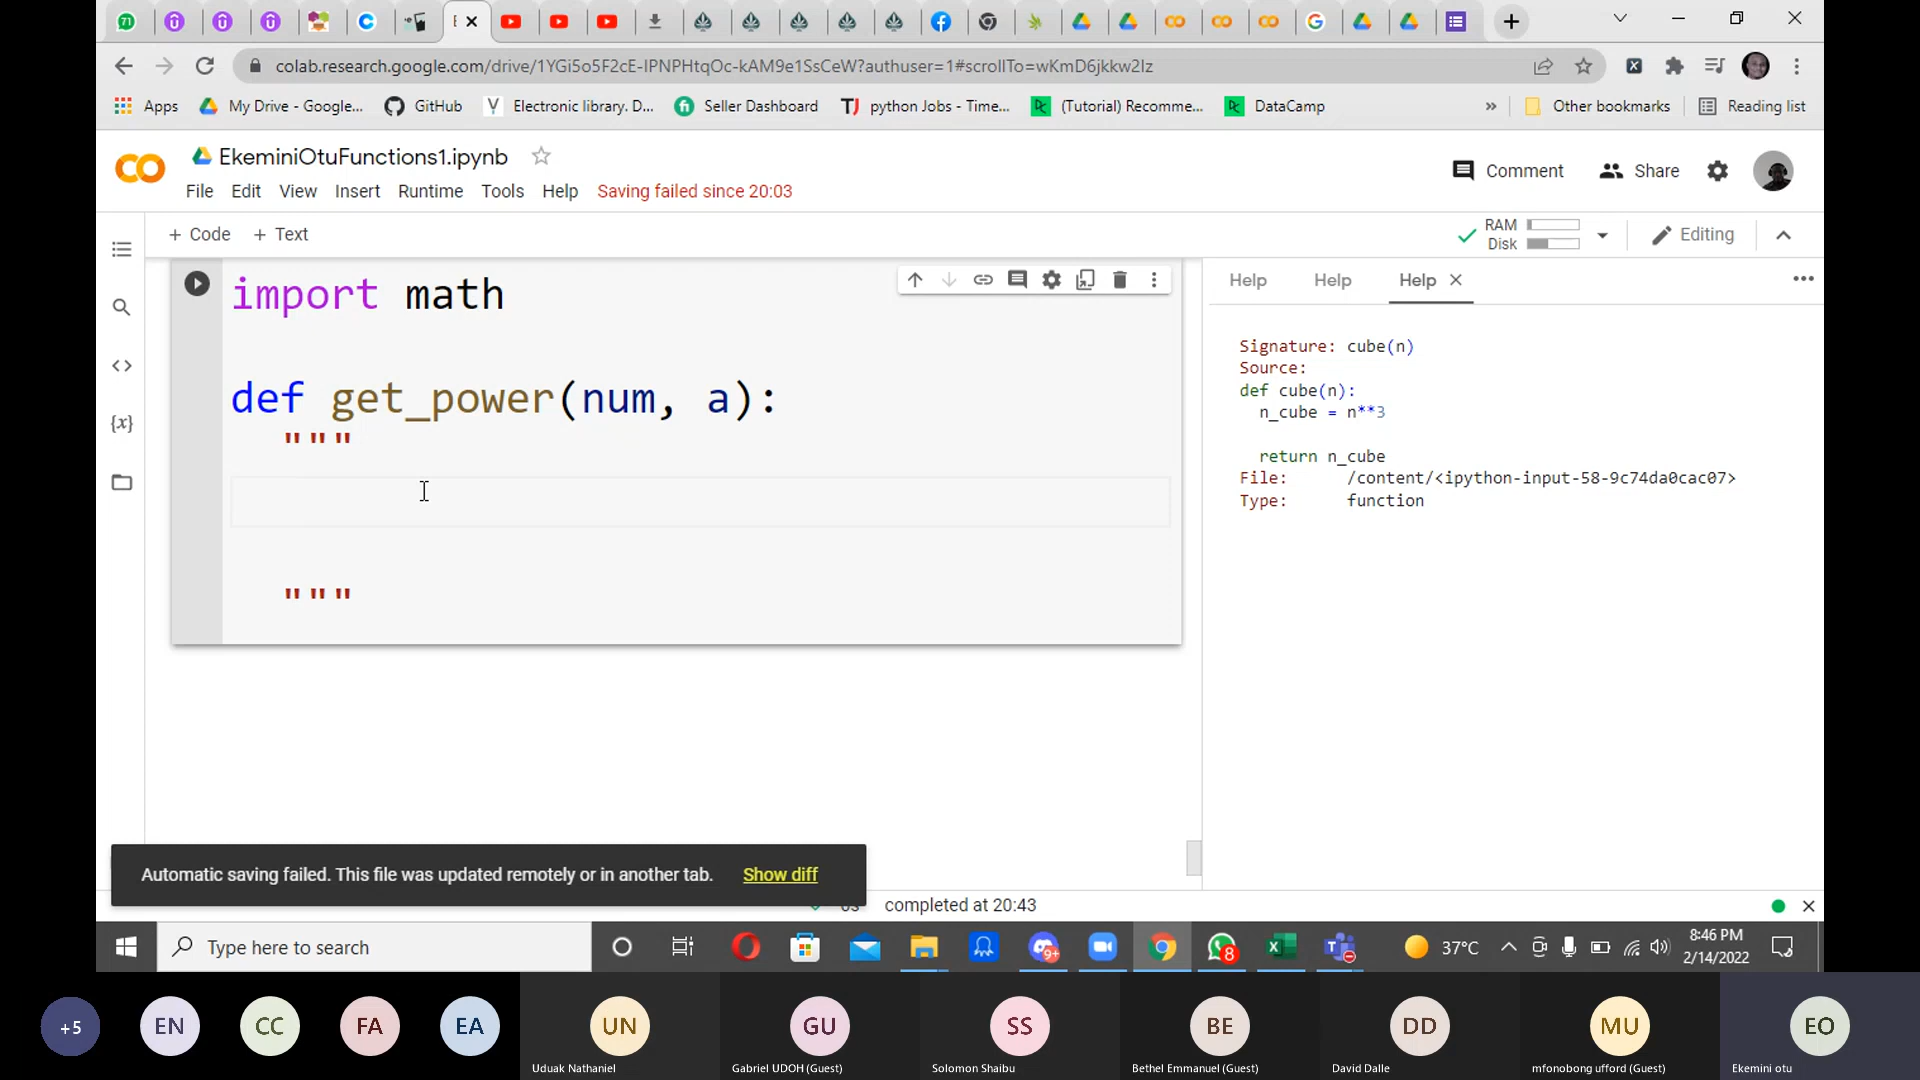 71
colab.research.google.com/drive/1YGi5o5F2cE-IPNPHtqOc-kAM9e1SsCeW?authuser=1#scrollTo=wKmD6jkkw2Iz
Apps
My Drive - Google...
GitHub
Electronic library. D...
Seller Dashboard
python Jobs - Time...
(Tutorial) Recomme...
DataCamp
»
Other bookmarks
Reading list
EkeminiOtuFunctions1.ipynb
Comment
Share
File Edit View Insert Runtime Tools Help Saving failed since 20:03
+ Code + Text
RAM
Disk
Editing
import math
def get_power(num, a):
"""
"""
Help Help Help
Signature: cube(n)
Source:
def cube(n):
n_cube = n**3
return n_cube
File: /content/<ipython-input-58-9c74da0cac07>
Type: function
Automatic saving failed. This file was updated remotely or in another tab. Show diff
completed at 20:43
Type here to search
9+
8
37°C
8:46 PM
2/14/2022
+5
EN
CC
FA
EA
UN
GU
SS
BE
DD
MU
EO
Uduak Nathaniel
Gabriel UDOH (Guest)
Solomon Shaibu
Bethel Emmanuel (Guest)
David Dalle
mfonobong ufford (Guest)
Ekemini otu